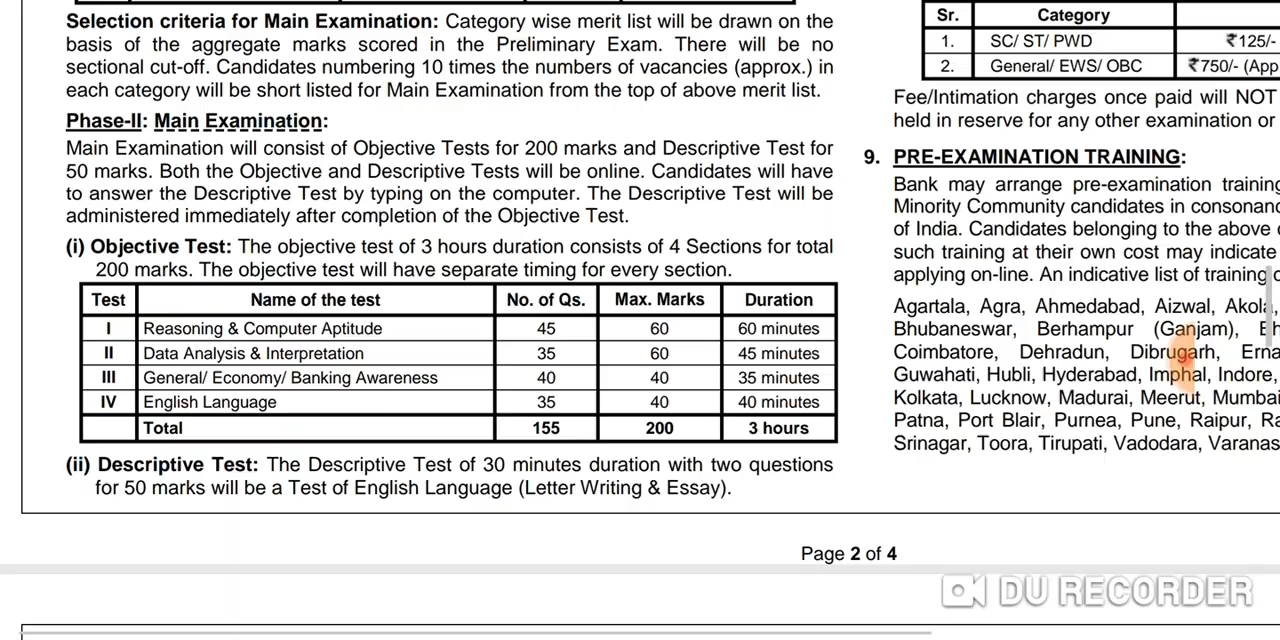 Selection criteria for Main Examination: Category wise merit list will be drawn on the
basis of the aggregate marks scored in the Preliminary Exam. There will be no
sectional cut-off. Candidates numbering 10 times the numbers of vacancies (approx.) in
each category will be short listed for Main Examination from the top of above merit list.
Phase-II: Main Examination:
Main Examination will consist of Objective Tests for 200 marks and Descriptive Test for
50 marks. Both the Objective and Descriptive Tests will be online. Candidates will have
to answer the Descriptive Test by typing on the computer. The Descriptive Test will be
administered immediately after completion of the Objective Test.
(i) Objective Test: The objective test of 3 hours duration consists of 4 Sections for total
200 marks. The objective test will have separate timing for every section.
Test Name of the test No. of Qs. Max. Marks Duration
I Reasoning & Computer Aptitude 45 60 60 minutes
II Data Analysis & Interpretation 35 60 45 minutes
III General/ Economy/ Banking Awareness 40 40 35 minutes
IV English Language 35 40 40 minutes
Total 155 200 3 hours
(ii) Descriptive Test: The Descriptive Test of 30 minutes duration with two questions
for 50 marks will be a Test of English Language (Letter Writing & Essay).
Sr. Category
1. SC/ ST/ PWD ₹125/-
2. General/ EWS/ OBC ₹750/- (App
Fee/Intimation charges once paid will NOT
held in reserve for any other examination or
9. PRE-EXAMINATION TRAINING:
Bank may arrange pre-examination training
Minority Community candidates in consonanc
of India. Candidates belonging to the above
such training at their own cost may indicate
applying on-line. An indicative list of training
Agartala, Agra, Ahmedabad, Aizwal, Akola,
Bhubaneswar, Berhampur (Ganjam),
Coimbatore, Dehradun, Dibrugarh, Erna
Guwahati, Hubli, Hyderabad, Imphal, Indore,
Kolkata, Lucknow, Madurai, Meerut, Mumbai
Patna, Port Blair, Purnea, Pune, Raipur, Ra
Srinagar, Toora, Tirupati, Vadodara, Varanas
Page 2 of 4
DU RECORDER